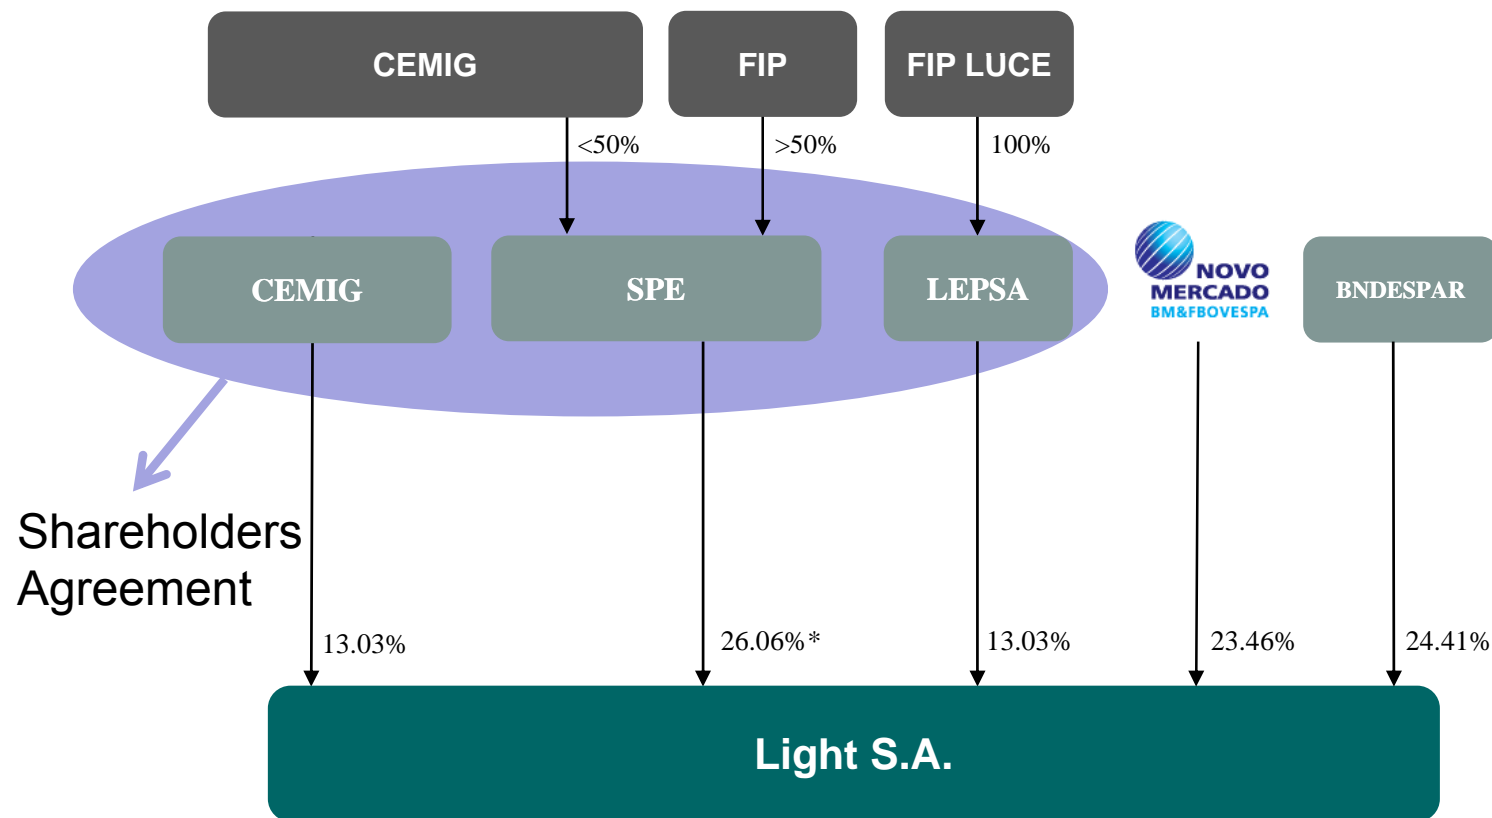 CEMIG
FIP
FIP LUCE
<50%
>50%
100%
CEMIG
SPE
LEPSA
NOVO
MERCADO
BM&FBOVESPA
BNDESPAR
Shareholders
Agreement
13.03%
26.06%*
13.03%
23.46%
24.41%
Light S.A.